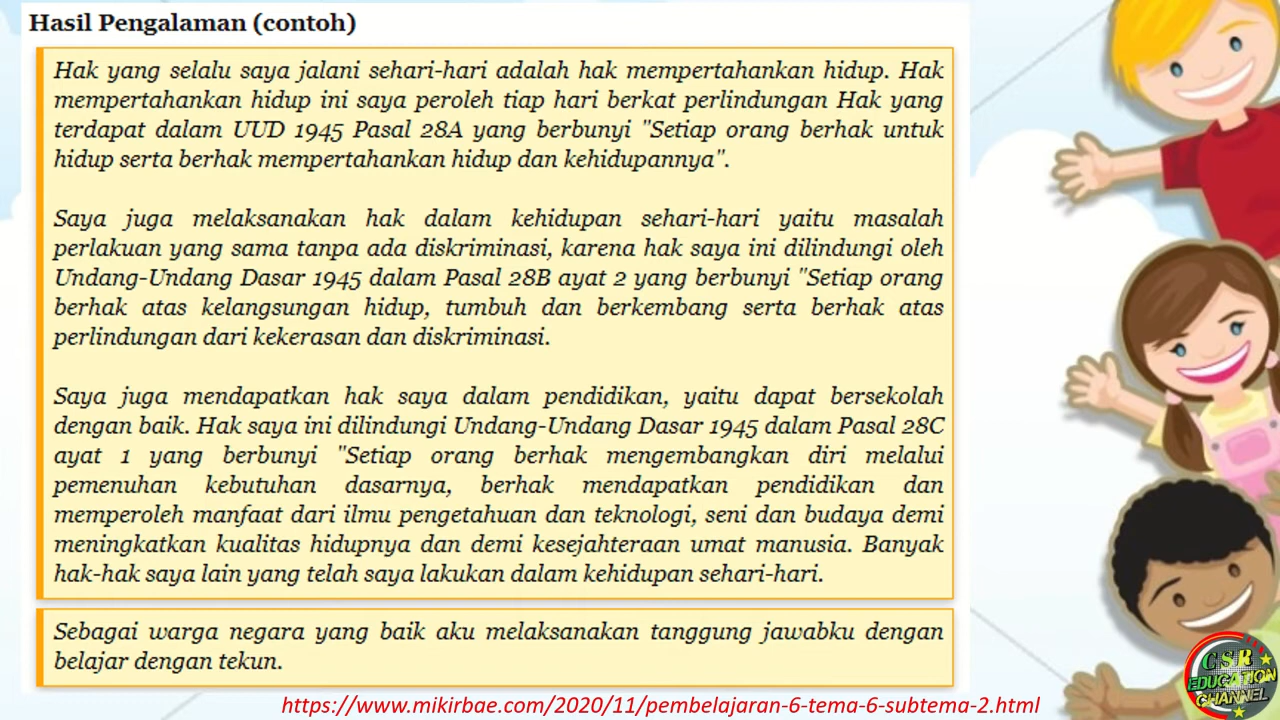 Hasil Pengalaman (contoh)
Hak yang selalu saya jalani sehari-hari adalah hak mempertahankan hidup. Hak
mempertahankan hidup ini saya peroleh tiap hari berkat perlindungan Hak yang
terdapat dalam UUD 1945 Pasal 28A yang berbunyi "Setiap orang berhak untuk
hidup serta berhak mempertahankan hidup dan kehidupannya".
Saya juga melaksanakan hak dalam kehidupan sehari-hari yaitu masalah
perlakuan yang sama tanpa ada diskriminasi, karena hak saya ini dilindungi oleh
Undang-Undang Dasar 1945 dalam Pasal 28B ayat 2 yang berbunyi "Setiap orang
berhak atas kelangsungan hidup, tumbuh dan berkembang serta berhak atas
perlindungan dari kekerasan dan diskriminasi.
Saya juga mendapatkan hak saya dalam pendidikan, yaitu dapat bersekolah
dengan baik. Hak saya ini dilindungi Undang-Undang Dasar 1945 dalam Pasal 28C
ayat 1 yang berbunyi "Setiap orang berhak mengembangkan diri melalui
pemenuhan kebutuhan dasarnya, berhak mendapatkan pendidikan dan
memperoleh manfaat dari ilmu pengetahuan dan teknologi, seni dan budaya demi
meningkatkan kualitas hidupnya dan demi kesejahteraan umat manusia. Banyak
hak-hak saya lain yang telah saya lakukan dalam kehidupan sehari-hari.
Sebagai warga negara yang baik aku melaksanakan tanggung jawabku dengan
belajar dengan tekun.
https://www.mikirbae.com/2020/11/pembelajaran-6-tema-6-subtema-2.html
CSR
EDUCATION
CHANNEL